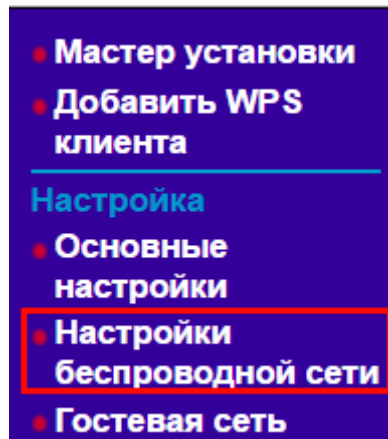 Мастер установки
Добавить WPS
клиента
Настройка
Основные
настройки
Настройки
беспроводной сети
Гостевая сеть